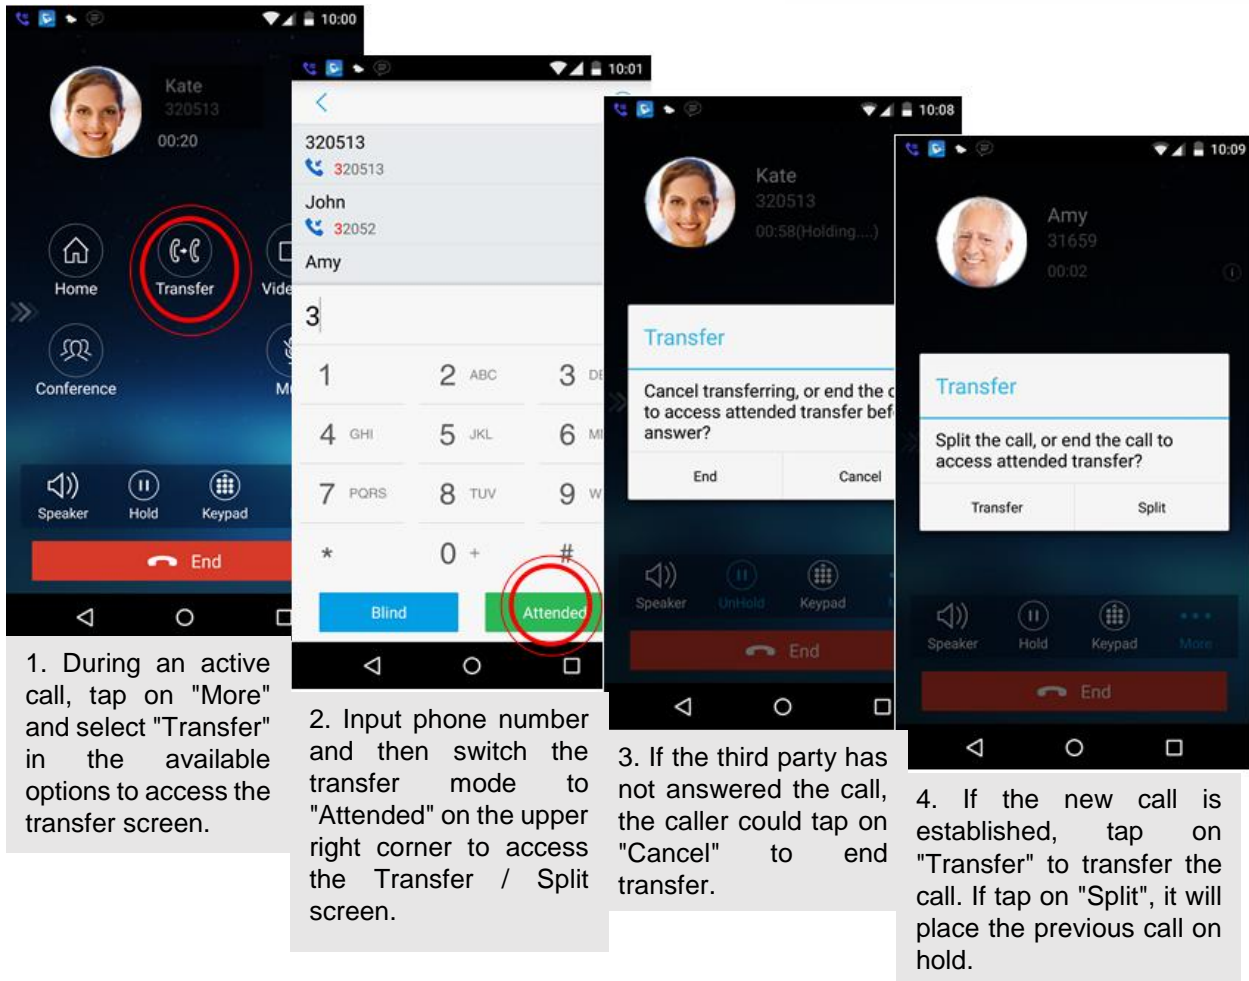 10:00
Kate
320513
00:20
Home
Transfer
Conference
Speaker
Hold
Keypad
End
1. During an active
call, tap on "More"
and select "Transfer"
in the available
options to access the
transfer screen.
10:01
320513
320513
John
32052
Amy
3
1
2 ABC
3
4 GHI
5 JKL
6
7 PQRS
8 TUV
9
*
0 +
#
Blind
Attended
2. Input phone number
and then switch the
transfer mode to
"Attended" on the upper
right corner to access
the Transfer / Split
screen.
10:08
Kate
320513
00:58(Holding....)
Transfer
Cancel transferring, or end the
to access attended transfer
answer?
End Cancel
Speaker
UnHold
Keypad
End
3. If the third party has
not answered the call,
the caller could tap on
"Cancel" to end
transfer.
10:09
Amy
31659
00:02
Transfer
Split the call, or end the call to
access attended transfer?
Transfer Split
Speaker
Hold
Keypad
More
End
4. If the new call is
established, tap on
"Transfer" to transfer the
call. If tap on "Split", it will
place the previous call on
hold.